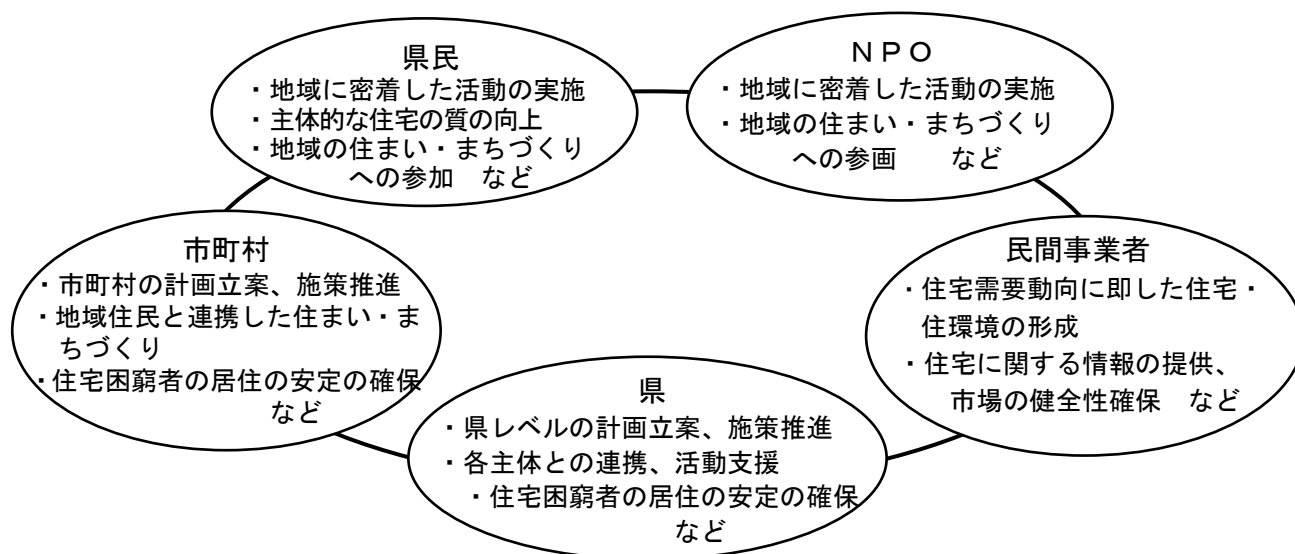 県民
・地域に密着した活動の実施
・主体的な住宅の質の向上
・地域の住まい・まちづくり
への参加　など
ＮＰＯ
・地域に密着した活動の実施
・地域の住まい・まちづくり
への参画　　など
市町村
・市町村の計画立案、施策推進
・地域住民と連携した住まい・ま
ちづくり
・住宅困窮者の居住の安定の確保
など
民間事業者
・住宅需要動向に即した住宅・
住環境の形成
・住宅に関する情報の提供、
市場の健全性確保　など
県
・県レベルの計画立案、施策推進
・各主体との連携、活動支援
・住宅困窮者の居住の安定の確保
など